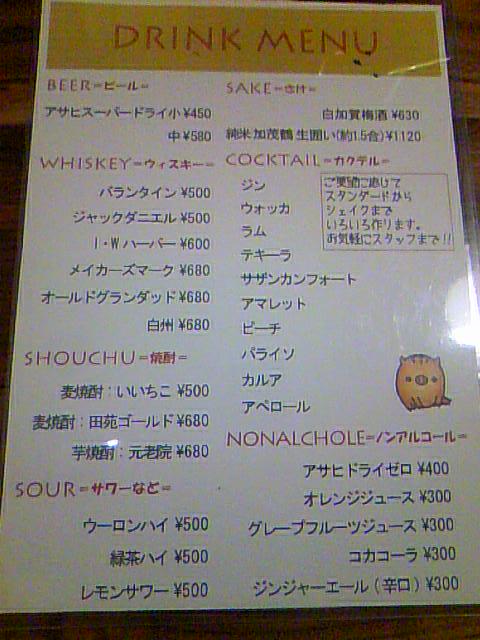 DRINK MENU
BEER=ビール=
アサヒスーパードライ小 ¥450
中 ¥580
WHISKEY=ウィスキー=
バランタイン ¥500
ジャックダニエル ¥500
I・Wハーパー ¥600
メイカーズマーク ¥680
オールドグランダッド ¥680
白州 ¥680
SHOUCHU=焼酎=
麦焼酎:いいちこ ¥500
麦焼酎:田苑ゴールド ¥680
芋焼酎:元老院 ¥680
SOUR=サワーなど=
ウーロンハイ ¥500
緑茶ハイ ¥500
レモンサワー ¥500
SAKE=さけ=
白加賀梅酒 ¥630
純米 加茂鶴 生囲い(約1.5合) ¥1120
COCKTAIL=カクテル=
ジン
ウォッカ
ラム
テキーラ
サザンカンフォート
アマレット
ピーチ
パライソ
カルア
アペロール
ご要望に応じて
スタンダードから
シェイクまで
いろいろ作ります。
お気軽にスタッフまで!!
NONALCHOLE=ノンアルコール=
アサヒドライゼロ ¥400
オレンジジュース ¥300
グレープフルーツジュース ¥300
コカコーラ ¥300
ジンジャーエール(辛口) ¥300